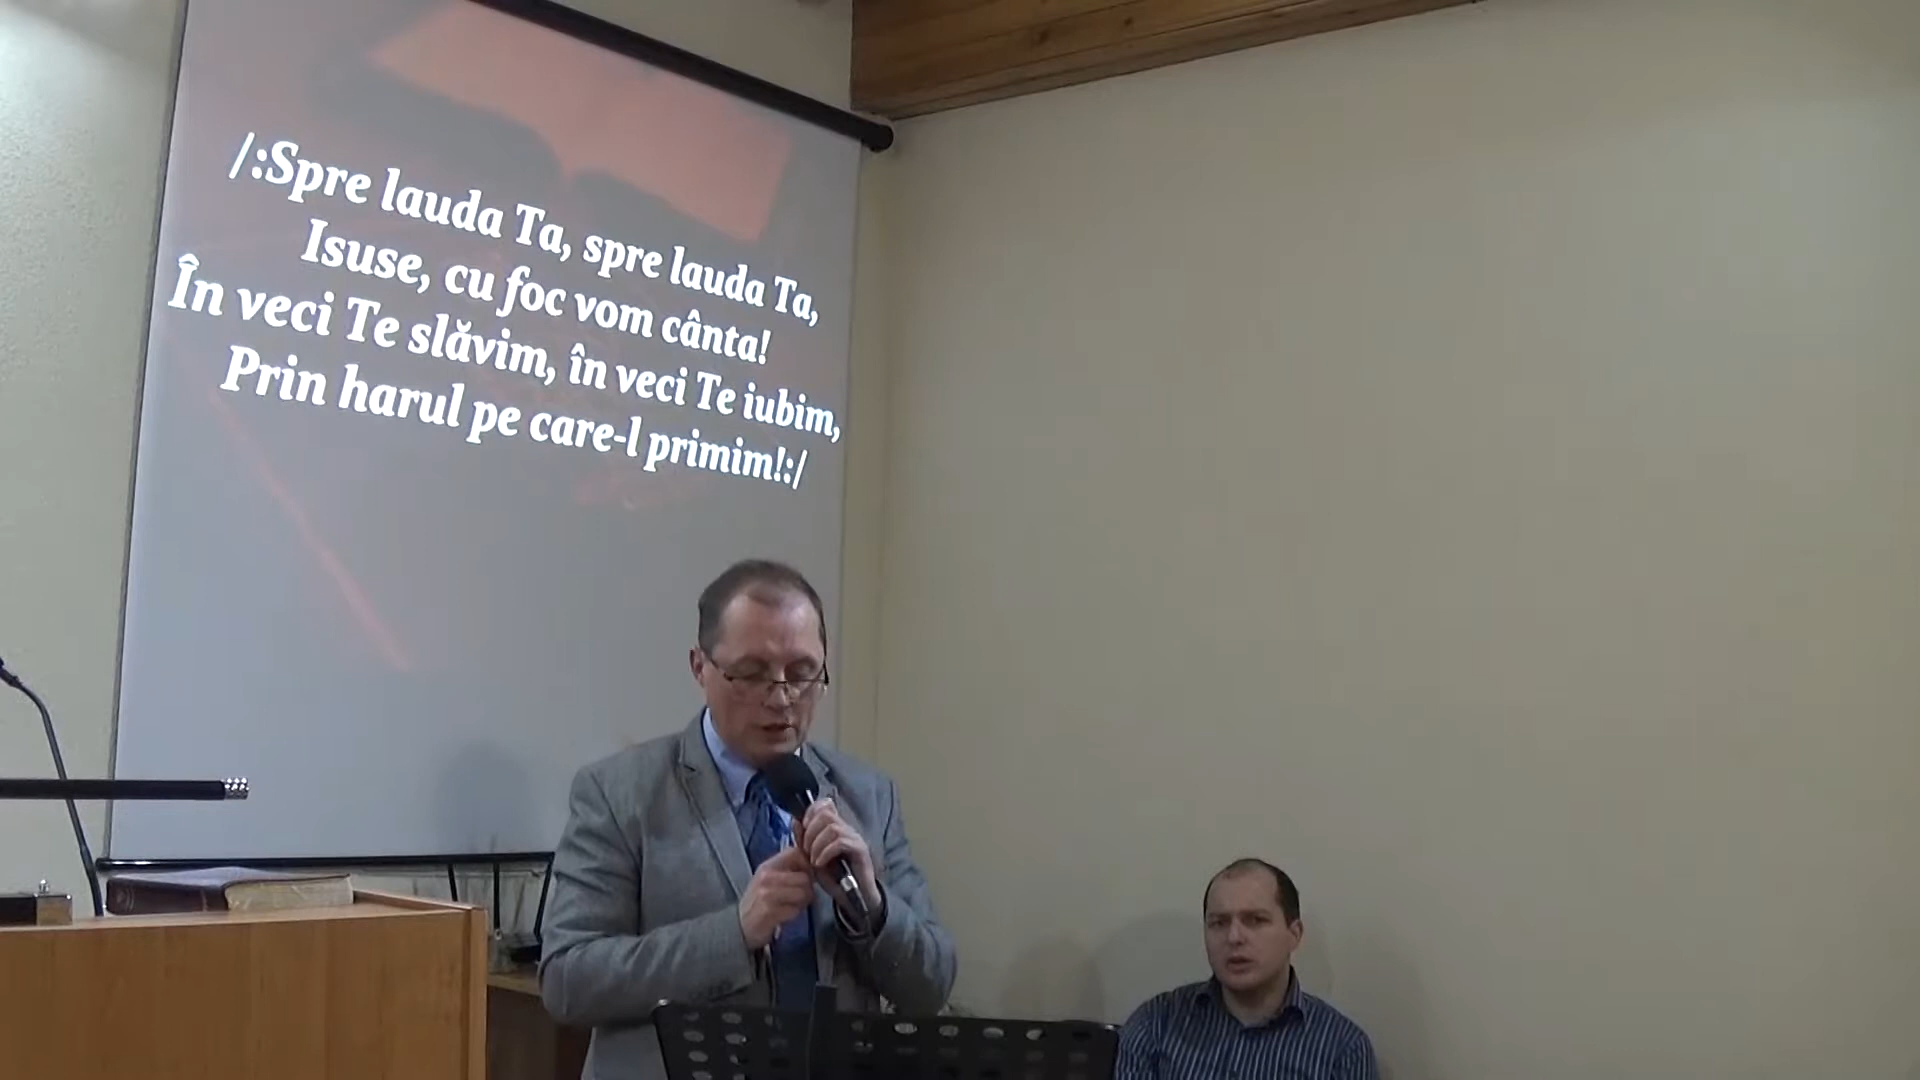 /:Spre lauda Ta, spre lauda Ta,
Isuse, cu foc vom cânta!
În veci Te slăvim, în veci Te iubim,
Prin harul pe care-l primim!:/